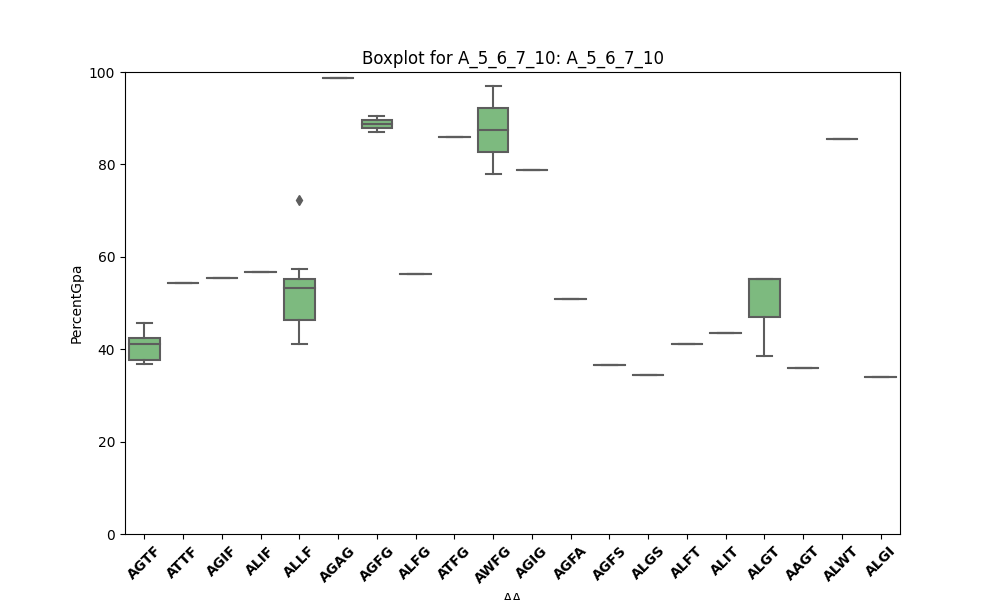 Boxplot for A_5_6_7_10: A_5_6_7_10
100
80
60
40
20
0
PercentGpa
AGTF ATTF AGIF ALIF ALLF AGAG AGFG ALFG ATFG AWFG AGIG AGFA AGFS ALGS ALFT ALIT ALGT AAGT ALWT ALGI
AA